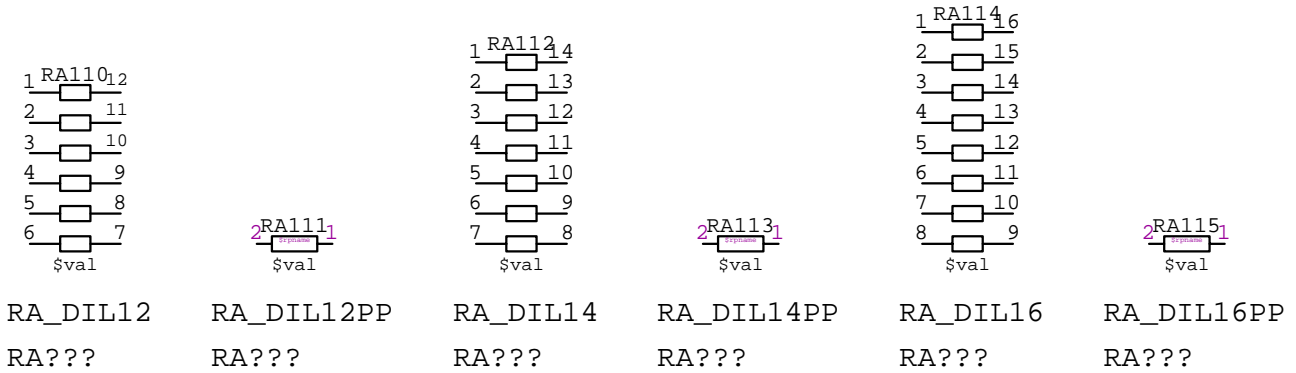 RA110
1 12
2 11
3 10
4 9
5 8
6 7
$val
RA_DIL12
RA???
RA111
2 1
$rpname
$val
RA_DIL12PP
RA???
RA112
1 14
2 13
3 12
4 11
5 10
6 9
7 8
$val
RA_DIL14
RA???
RA113
2 1
$rpname
$val
RA_DIL14PP
RA???
RA114
1 16
2 15
3 14
4 13
5 12
6 11
7 10
8 9
$val
RA_DIL16
RA???
RA115
2 1
$rpname
$val
RA_DIL16PP
RA???